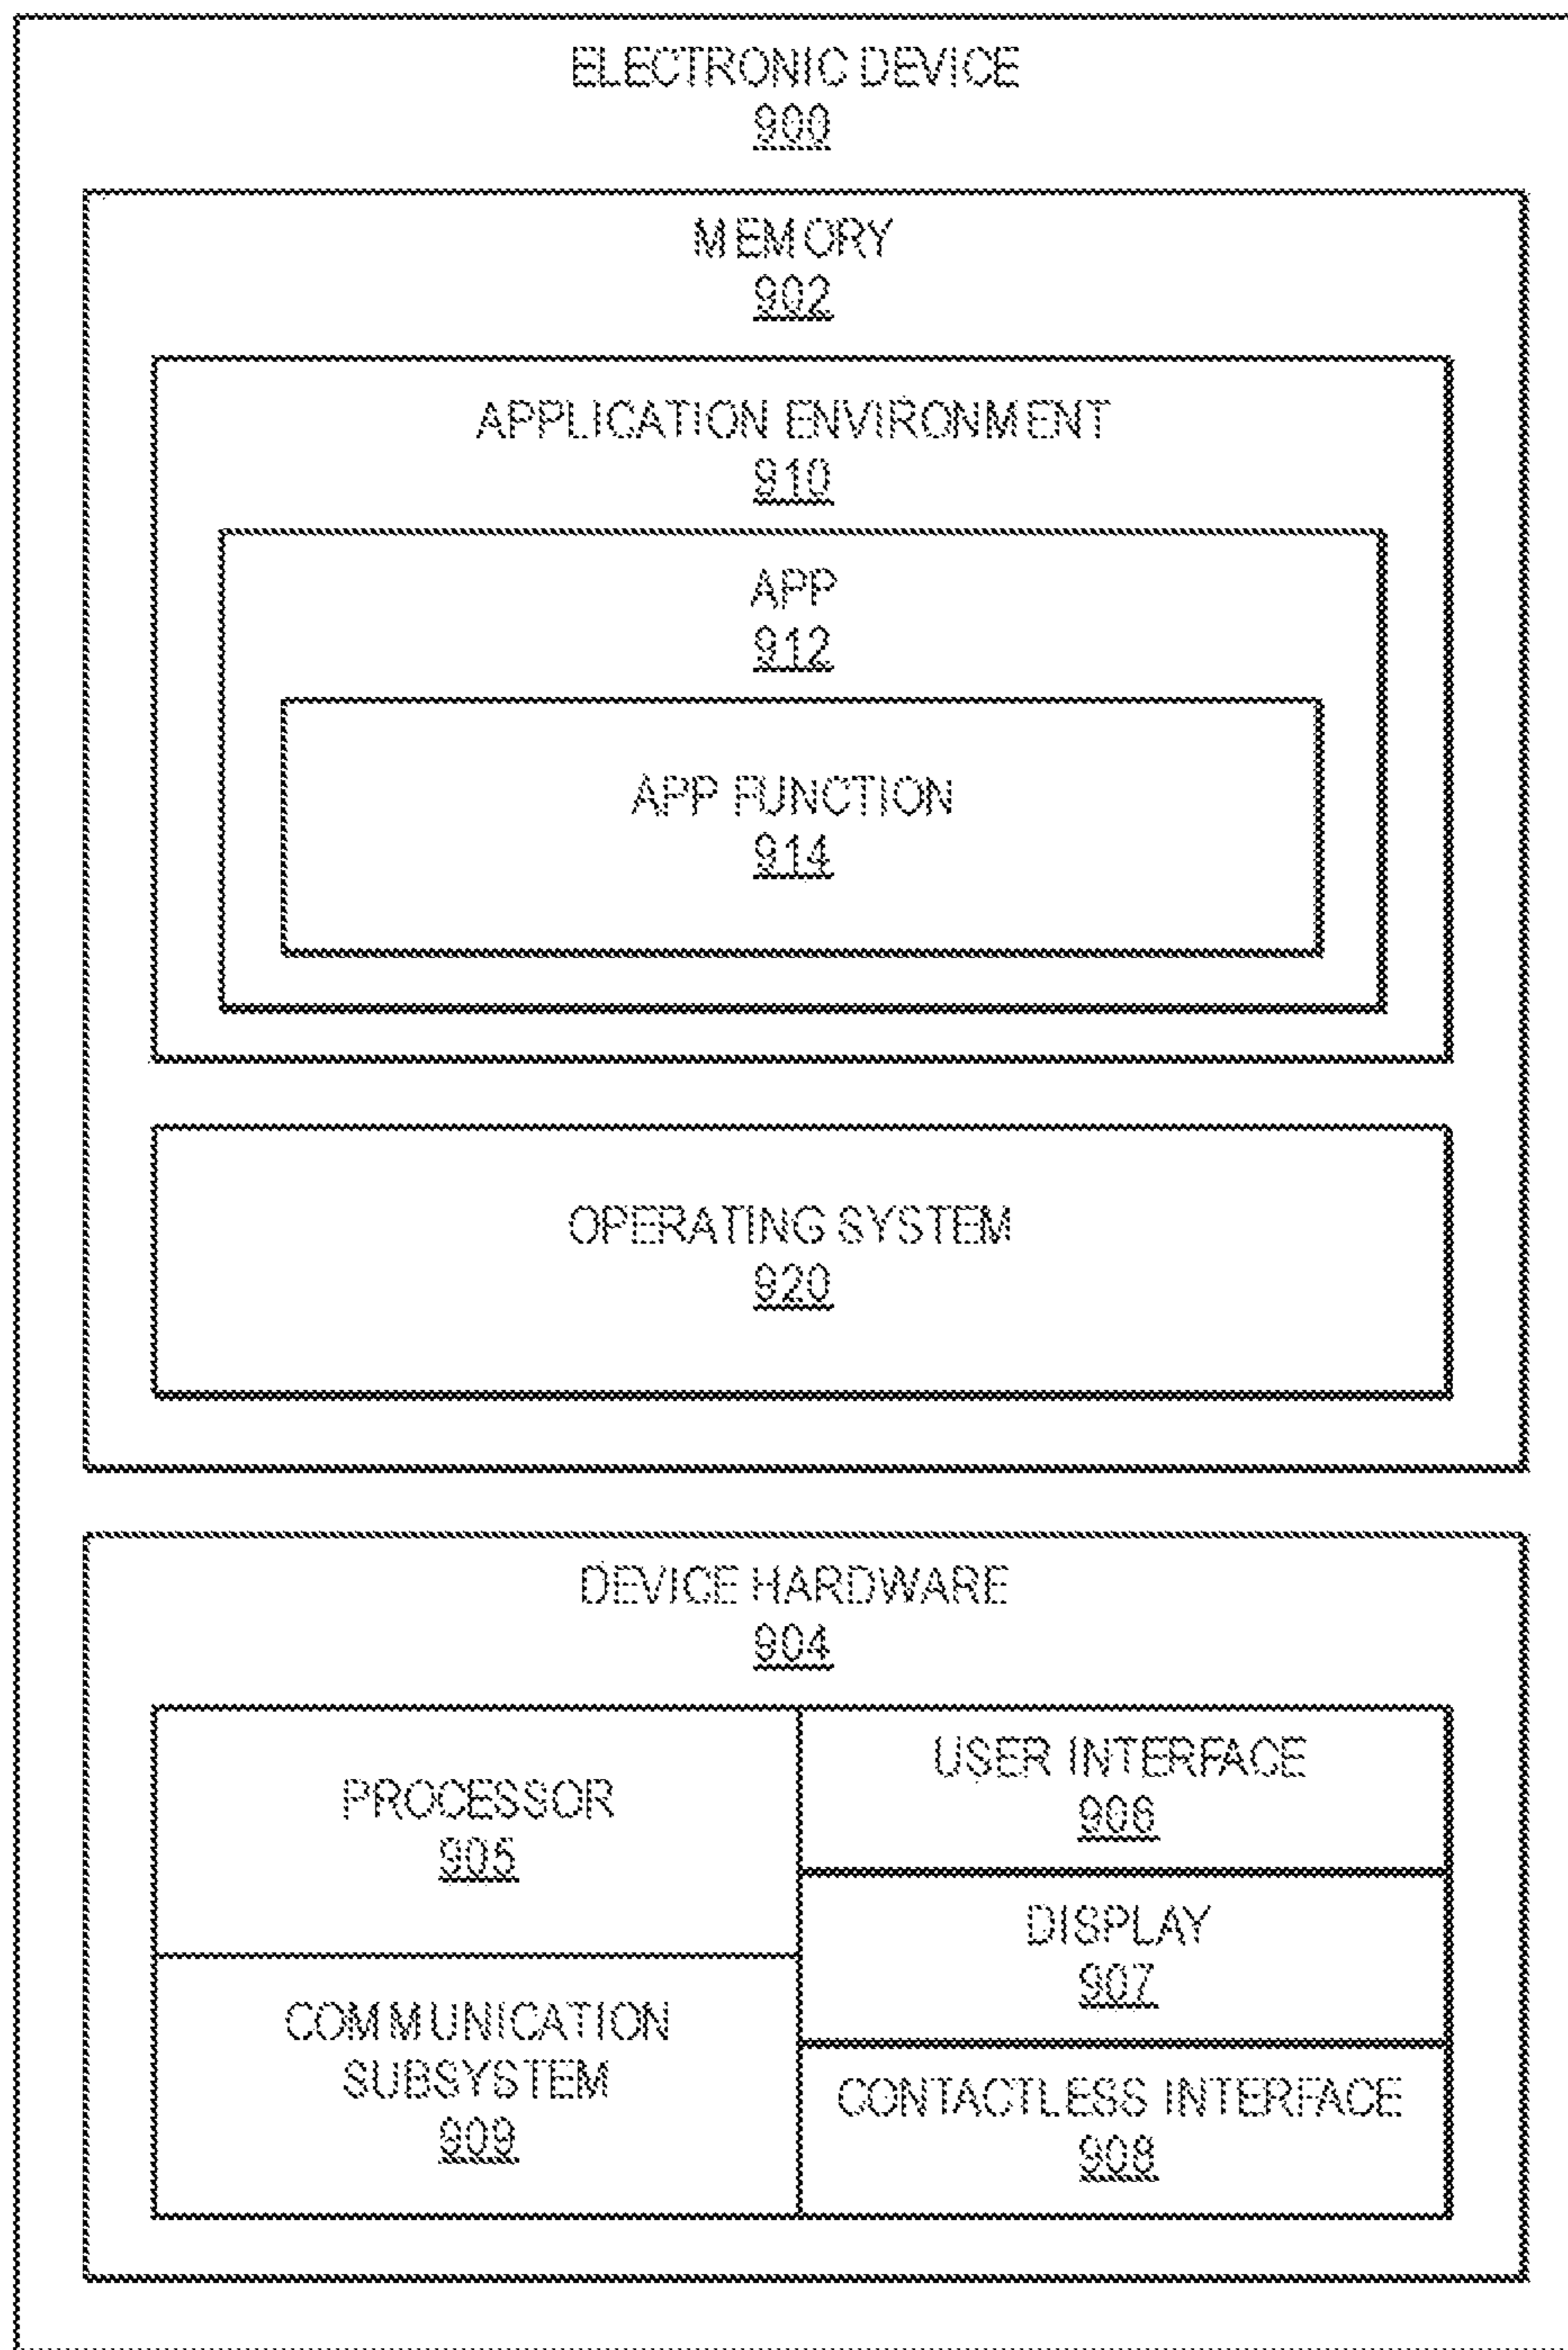 ELECTRONIC DEVICE
900
MEMORY
902
APPLICATION ENVIRONMENT
910
APP
912
APP FUNCTION
914
OPERATING SYSTEM
920
DEVICE HARDWARE
904
PROCESSOR
905
COMMUNICATION
SUBSYSTEM
909
USER INTERFACE
906
DISPLAY
907
CONTACTLESS INTERFACE
908